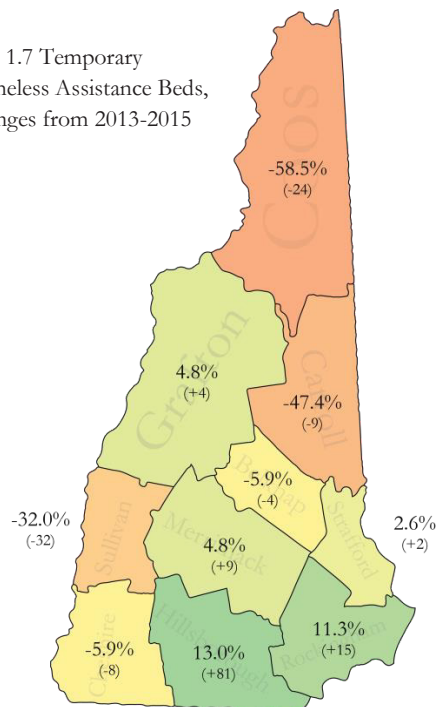 1.7 Temporary
neless Assistance Beds,
nges from 2013-2015
Coos
-58.5%
(-24)
Grafton
4.8%
(+4)
Carroll
-47.4%
(-9)
Belknap
-5.9%
(-4)
Sullivan
-32.0%
(-32)
Merrimack
4.8%
(+9)
Strafford
2.6%
(+2)
Cheshire
-5.9%
(-8)
Hillsborough
13.0%
(+81)
Rockingham
11.3%
(+15)